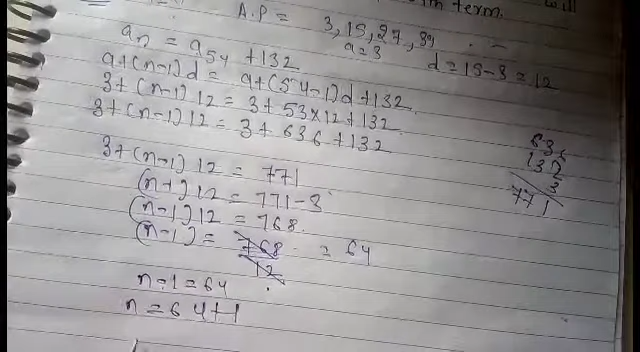 term. will
A.P = 3, 15, 27, 39
an = a54 + 132
a = 3 d = 15 - 3 = 12
a + (n-1)d = a + (54-1)d + 132
3 + (n-1)12 = 3 + 53 × 12 + 132
3 + (n-1)12 = 3 + 636 + 132
3 + (n-1) 12 = 771
(n-1) 12 = 771 - 3
(n-1) 12 = 768
(n-1) = 768 = 64
12
n-1 = 64
n = 64 + 1
636
132
3
771